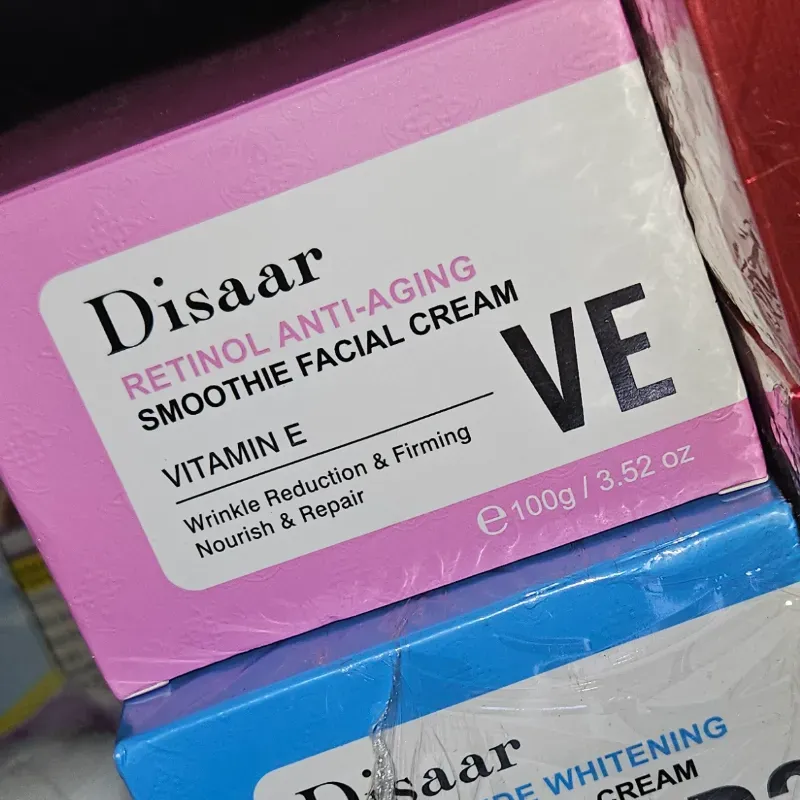 Disaar
RETINOL ANTI-AGING
SMOOTHIE FACIAL CREAM
VE
VITAMIN E
Wrinkle Reduction & Firming
Nourish & Repair
℮100g / 3.52 oz
Disaar
WHITENING
CREAM